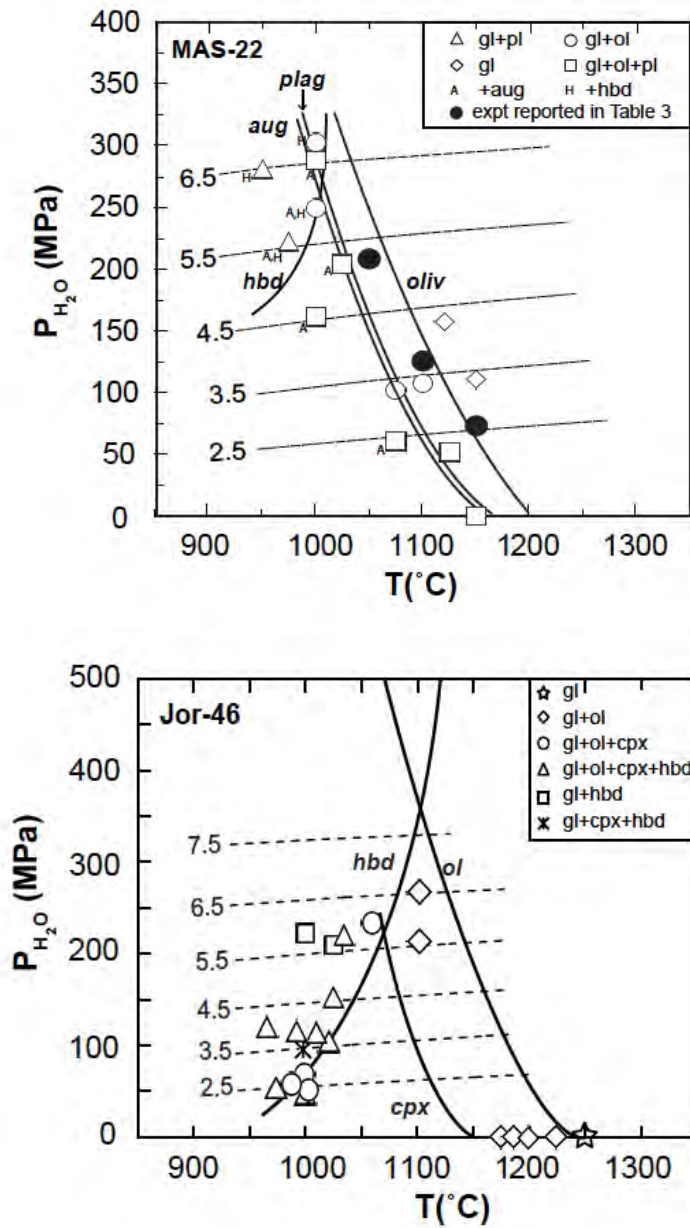 MAS-22
gl+pl gl+ol
gl gl+ol+pl
A +aug H +hbd
expt reported in Table 3
400
350
300
250
200
150
100
50
0
P H₂O (MPa)
plag
aug
hbd
oliv
H
H
A
6.5
A,H
A,H
5.5
A
4.5
A
3.5
2.5
A
900 1000 1100 1200 1300
T(˚C)
Jor-46
gl
gl+ol
gl+ol+cpx
gl+ol+cpx+hbd
gl+hbd
gl+cpx+hbd
500
400
300
200
100
0
P H₂O (MPa)
7.5
hbd
ol
6.5
5.5
4.5
3.5
2.5
cpx
900 1000 1100 1200 1300
T(˚C)